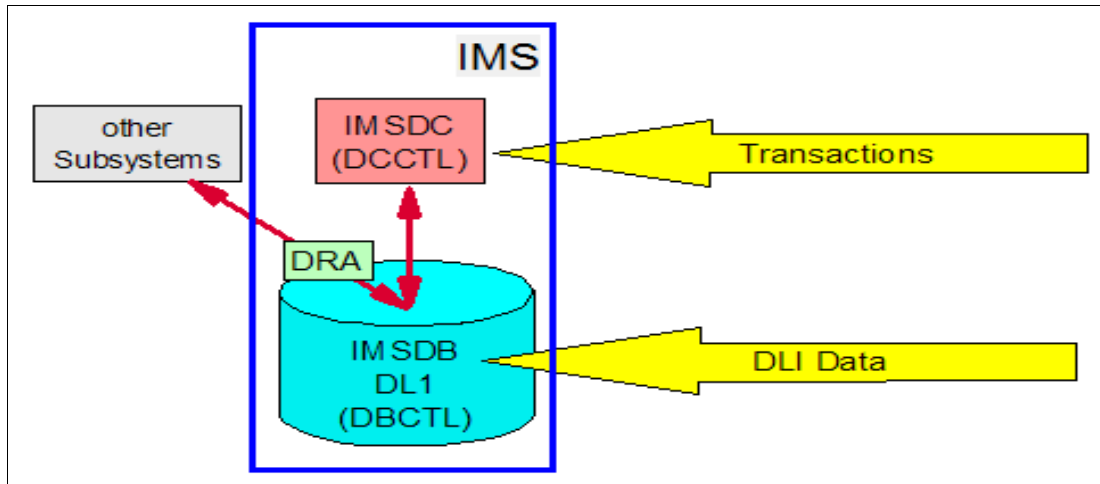 IMS
other
Subsystems
IMSDC
(DCCTL)
Transactions
DRA
IMSDB
DL1
(DBCTL)
DLI Data